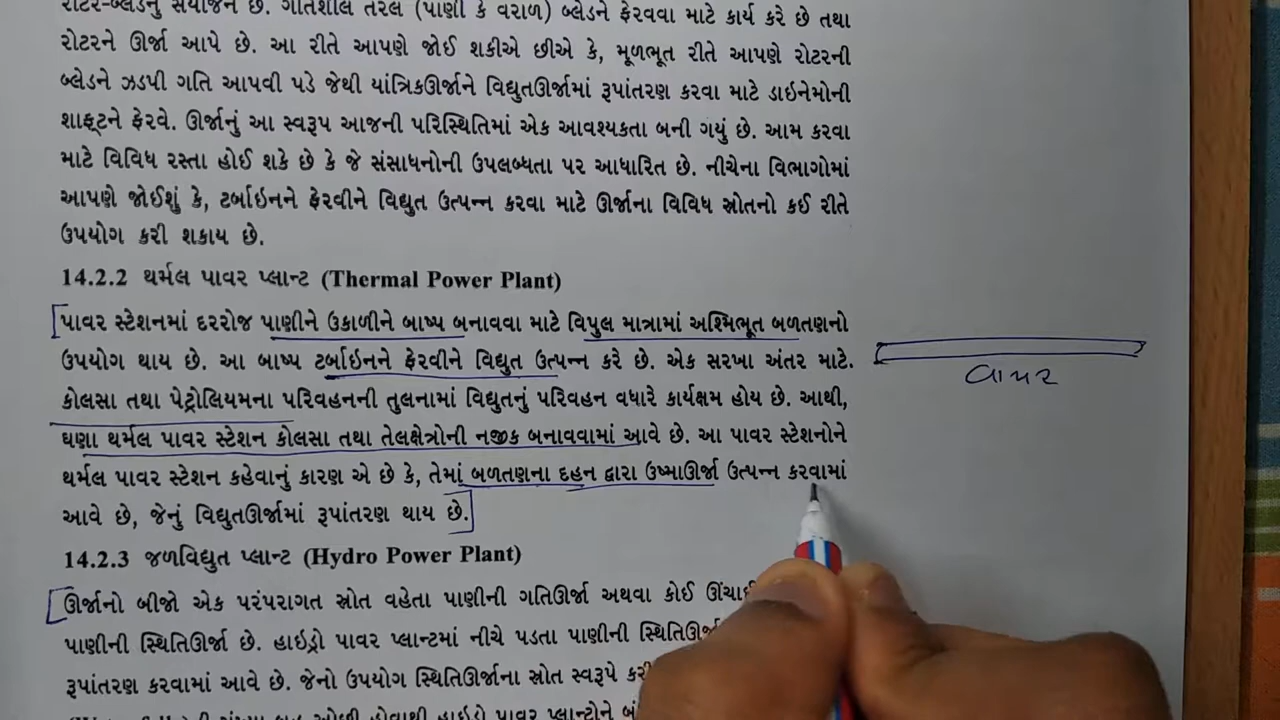 રોટર-બ્લેડનું સંયોજન છે. ગતિશીલ તરલ (પાણી કે વરાળ) બ્લેડને ફેરવવા માટે કાર્ય કરે છે તથા
રોટરને ઊર્જા આપે છે. આ રીતે આપણે જોઈ શકીએ છીએ કે, મૂળભૂત રીતે આપણે રોટરની
બ્લેડને ઝડપી ગતિ આપવી પડે જેથી યાંત્રિકઊર્જાને વિદ્યુતઊર્જામાં રૂપાંતરણ કરવા માટે ડાઇનેમોની
શાફ્ટને ફેરવે. ઊર્જાનું આ સ્વરૂપ આજની પરિસ્થિતિમાં એક આવશ્યકતા બની ગયું છે. આમ કરવા
માટે વિવિધ રસ્તા હોઈ શકે છે કે જે સંસાધનોની ઉપલબ્ધતા પર આધારિત છે. નીચેના વિભાગોમાં
આપણે જોઈશું કે, ટર્બાઇનને ફેરવીને વિદ્યુત ઉત્પન્ન કરવા માટે ઊર્જાના વિવિધ સ્રોતનો કઈ રીતે
ઉપયોગ કરી શકાય છે.
14.2.2 થર્મલ પાવર પ્લાન્ટ (Thermal Power Plant)
પાવર સ્ટેશનમાં દરરોજ પાણીને ઉકાળીને બાષ્પ બનાવવા માટે વિપુલ માત્રામાં અશ્મિભૂત બળતણનો
ઉપયોગ થાય છે. આ બાષ્પ ટર્બાઇનને ફેરવીને વિદ્યુત ઉત્પન્ન કરે છે. એક સરખા અંતર માટે.
વાયર
કોલસા તથા પેટ્રોલિયમના પરિવહનની તુલનામાં વિદ્યુતનું પરિવહન વધારે કાર્યક્ષમ હોય છે. આથી,
ઘણા થર્મલ પાવર સ્ટેશન કોલસા તથા તેલક્ષેત્રોની નજીક બનાવવામાં આવે છે. આ પાવર સ્ટેશનોને
થર્મલ પાવર સ્ટેશન કહેવાનું કારણ એ છે કે, તેમાં બળતણના દહન દ્વારા ઉષ્માઊર્જા ઉત્પન્ન કરવામાં
આવે છે, જેનું વિદ્યુતઊર્જામાં રૂપાંતરણ થાય છે.
14.2.3 જળવિદ્યુત પ્લાન્ટ (Hydro Power Plant)
ઊર્જાનો બીજો એક પરંપરાગત સ્રોત વહેતા પાણીની ગતિઊર્જા અથવા કોઈ
પાણીની સ્થિતિઊર્જા છે. હાઇડ્રો પાવર પ્લાન્ટમાં નીચે પડતા પાણીની
રૂપાંતરણ કરવામાં આવે છે. જેનો ઉપયોગ સ્થિતિઊર્જાના સ્રોત સ્વરૂપે